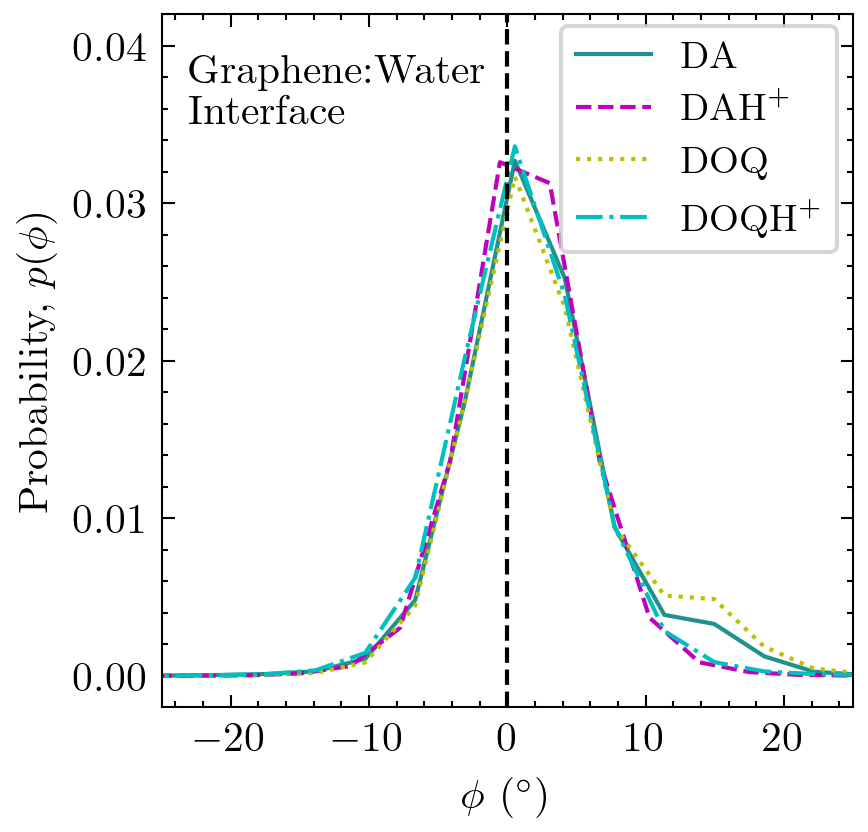 Graphene:Water
Interface
DA
DAH⁺
DOQ
DOQH⁺
Probability, p(ϕ)
0.04
0.03
0.02
0.01
0.00
−20 −10 0 10 20
ϕ (°)